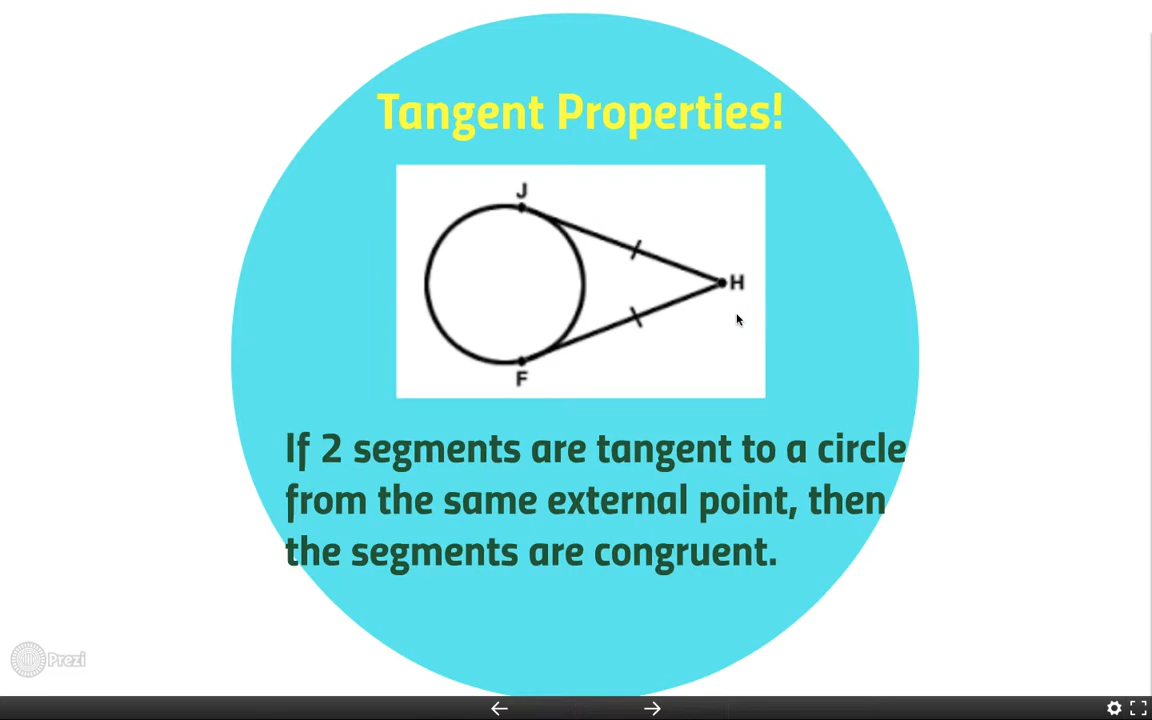 Tangent Properties!
J
H
F
If 2 segments are tangent to a circle
from the same external point, then
the segments are congruent.
Prezi